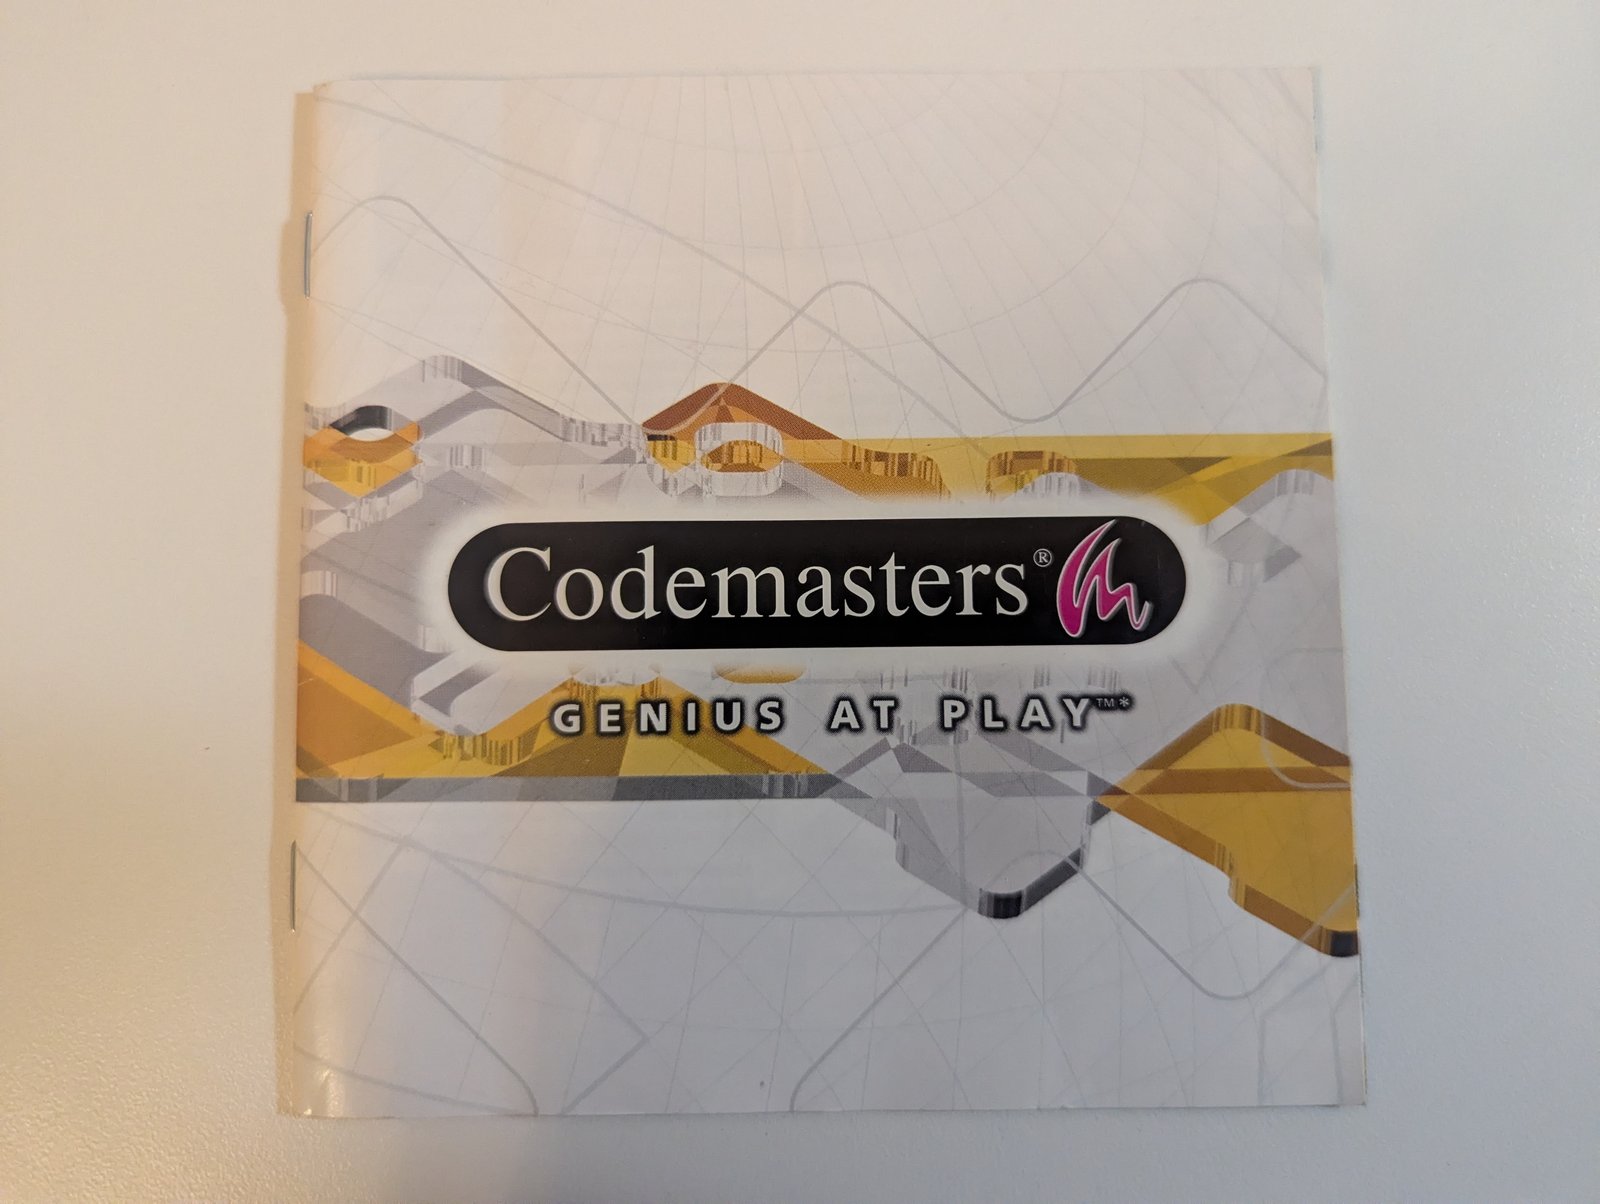 Codemasters®
GENIUS AT PLAY™*